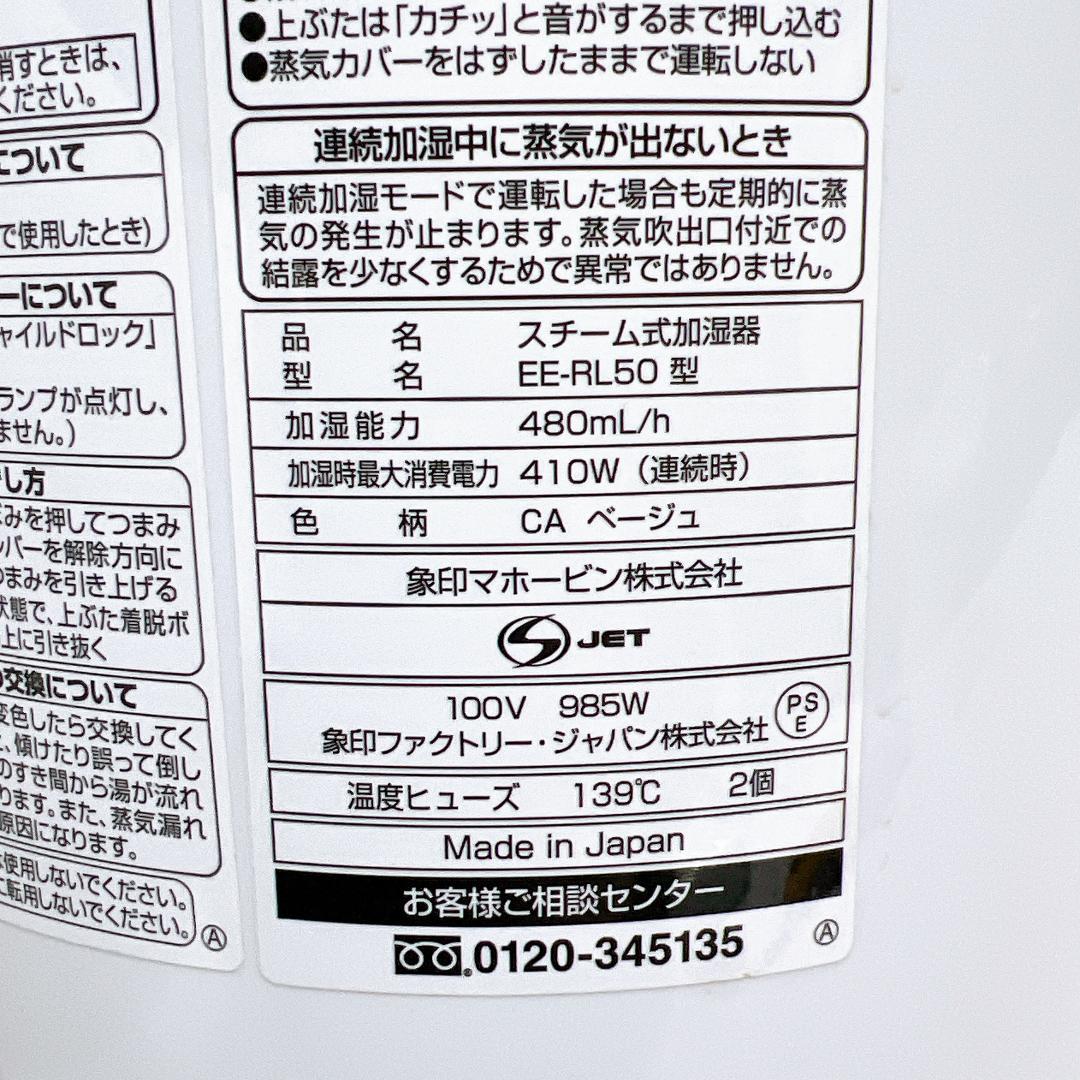 消すときは、
ください。
について
で使用したとき)
ーについて
ャイルドロック」
ランプが点灯し、
ません。)
し方
みを押してつまみ
バーを解除方向に
つまみを引き上げる
状態で、上ぶた着脱ボ
上に引き抜く
の交換について
変色したら交換してく
、傾けたり誤って倒し
のすき間から湯が流れ
ります。また、蒸気漏れ
原因になります。
使用しないでください。
に転用しないでください。
A
●上ぶたは「カチッ」と音がするまで押し込む
●蒸気カバーをはずしたままで運転しない
連続加湿中に蒸気が出ないとき
連続加湿モードで運転した場合も定期的に蒸
気の発生が止まります。蒸気吹出口付近での
結露を少なくするためで異常ではありません。
品 名 スチーム式加湿器
型 名 EE-RL50 型
加湿能力 480mL/h
加湿時最大消費電力 410W (連続時)
色 柄 CA ベージュ
象印マホービン株式会社
S JET
100V 985W
象印ファクトリー・ジャパン株式会社
PS
E
温度ヒューズ 139℃ 2個
Made in Japan
お客様ご相談センター
0120-345135
A